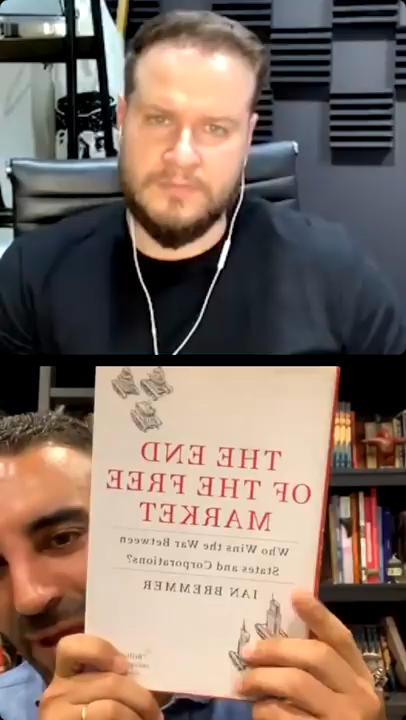 THE END
OF THE FREE
MARKET
Who Wins the War Between
States and Corporations?
IAN BREMMER